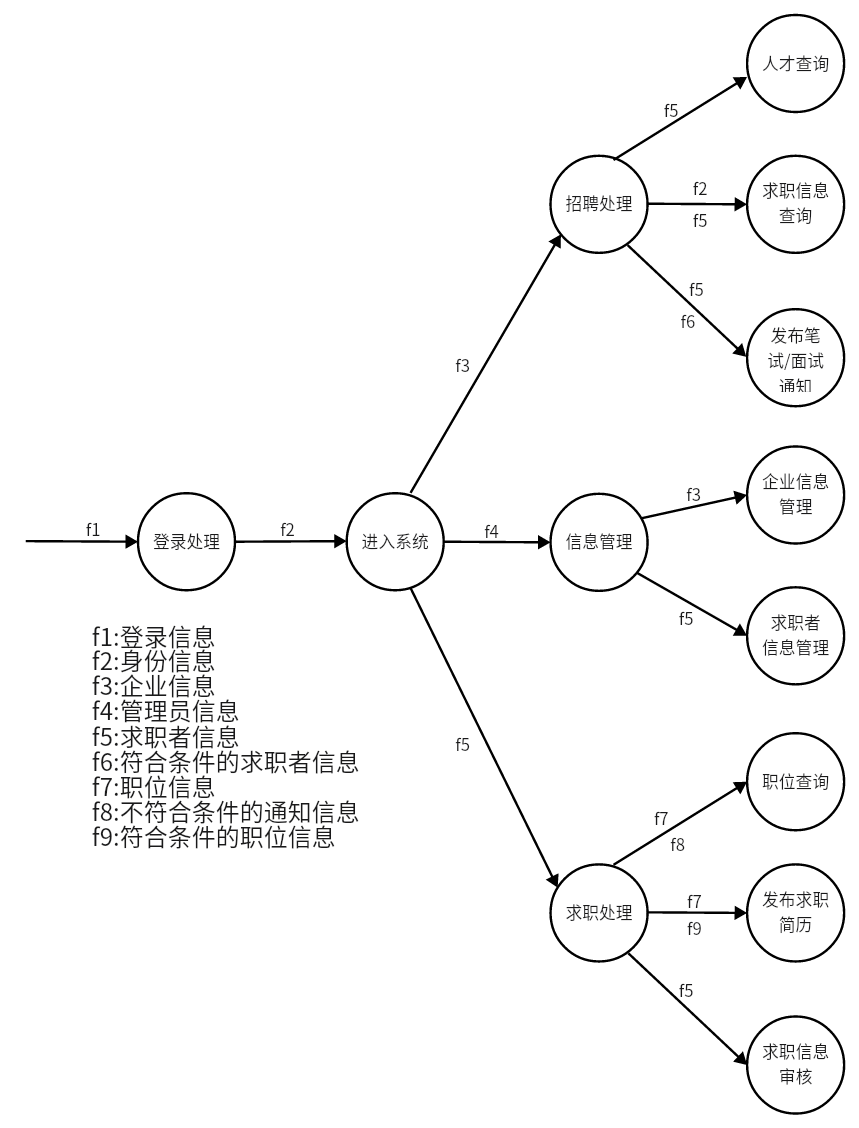 人才查询
f5
招聘处理
f2
f5
求职信息
查询
f5
f6
发布笔
试/面试
通知
f3
f1
登录处理
f2
进入系统
f4
信息管理
f3
企业信息
管理
f5
求职者
信息管理
f1:登录信息
f2:身份信息
f3:企业信息
f4:管理员信息
f5:求职者信息
f6:符合条件的求职者信息
f7:职位信息
f8:不符合条件的通知信息
f9:符合条件的职位信息
f5
求职处理
f7
f8
职位查询
f7
f9
发布求职
简历
f5
求职信息
审核